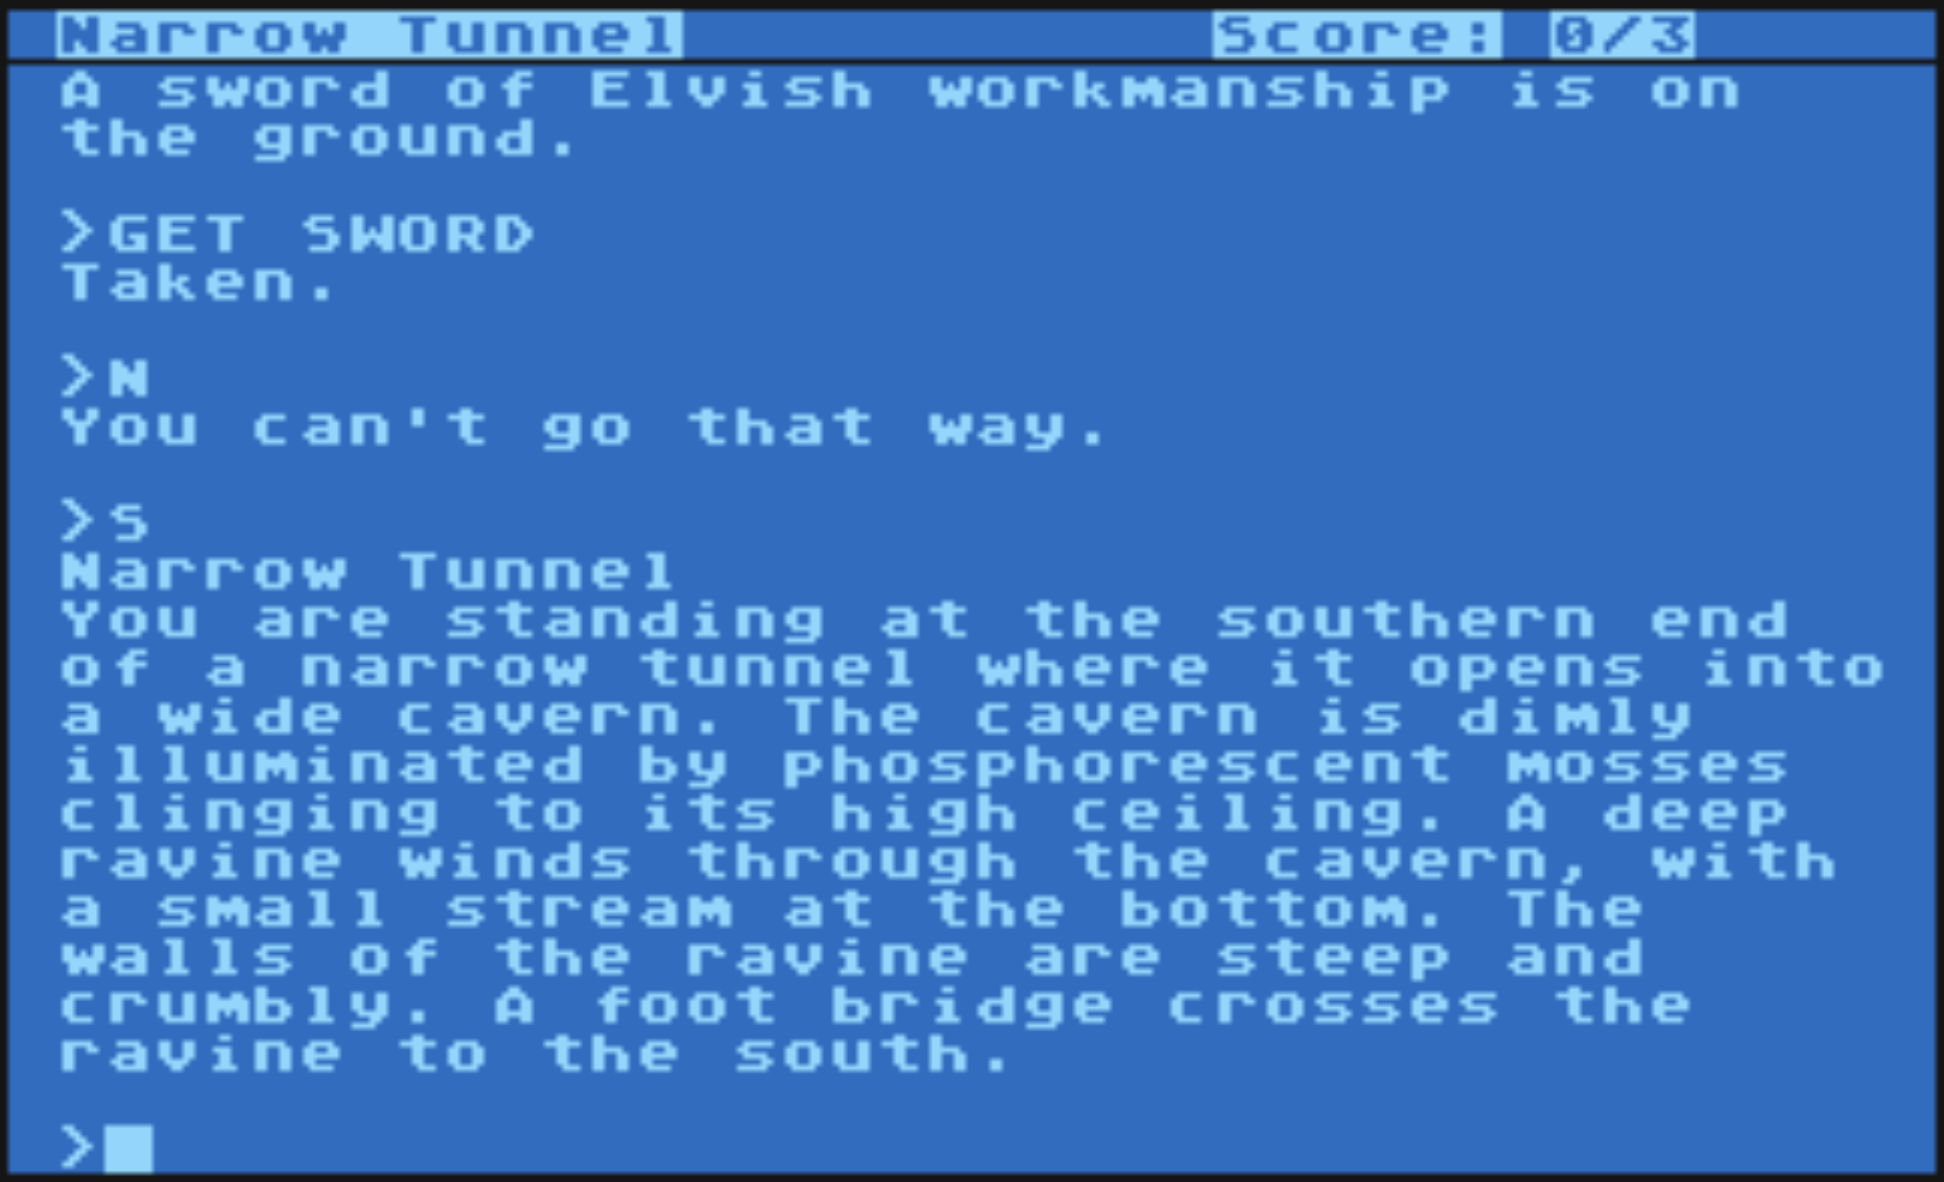 Narrow Tunnel Score: 0/3
A sword of Elvish workmanship is on
the ground.
>GET SWORD
Taken.
>N
You can't go that way.
>S
Narrow Tunnel
You are standing at the southern end
of a narrow tunnel where it opens into
a wide cavern. The cavern is dimly
illuminated by phosphorescent mosses
clinging to its high ceiling. A deep
ravine winds through the cavern, with
a small stream at the bottom. The
walls of the ravine are steep and
crumbly. A foot bridge crosses the
ravine to the south.
>